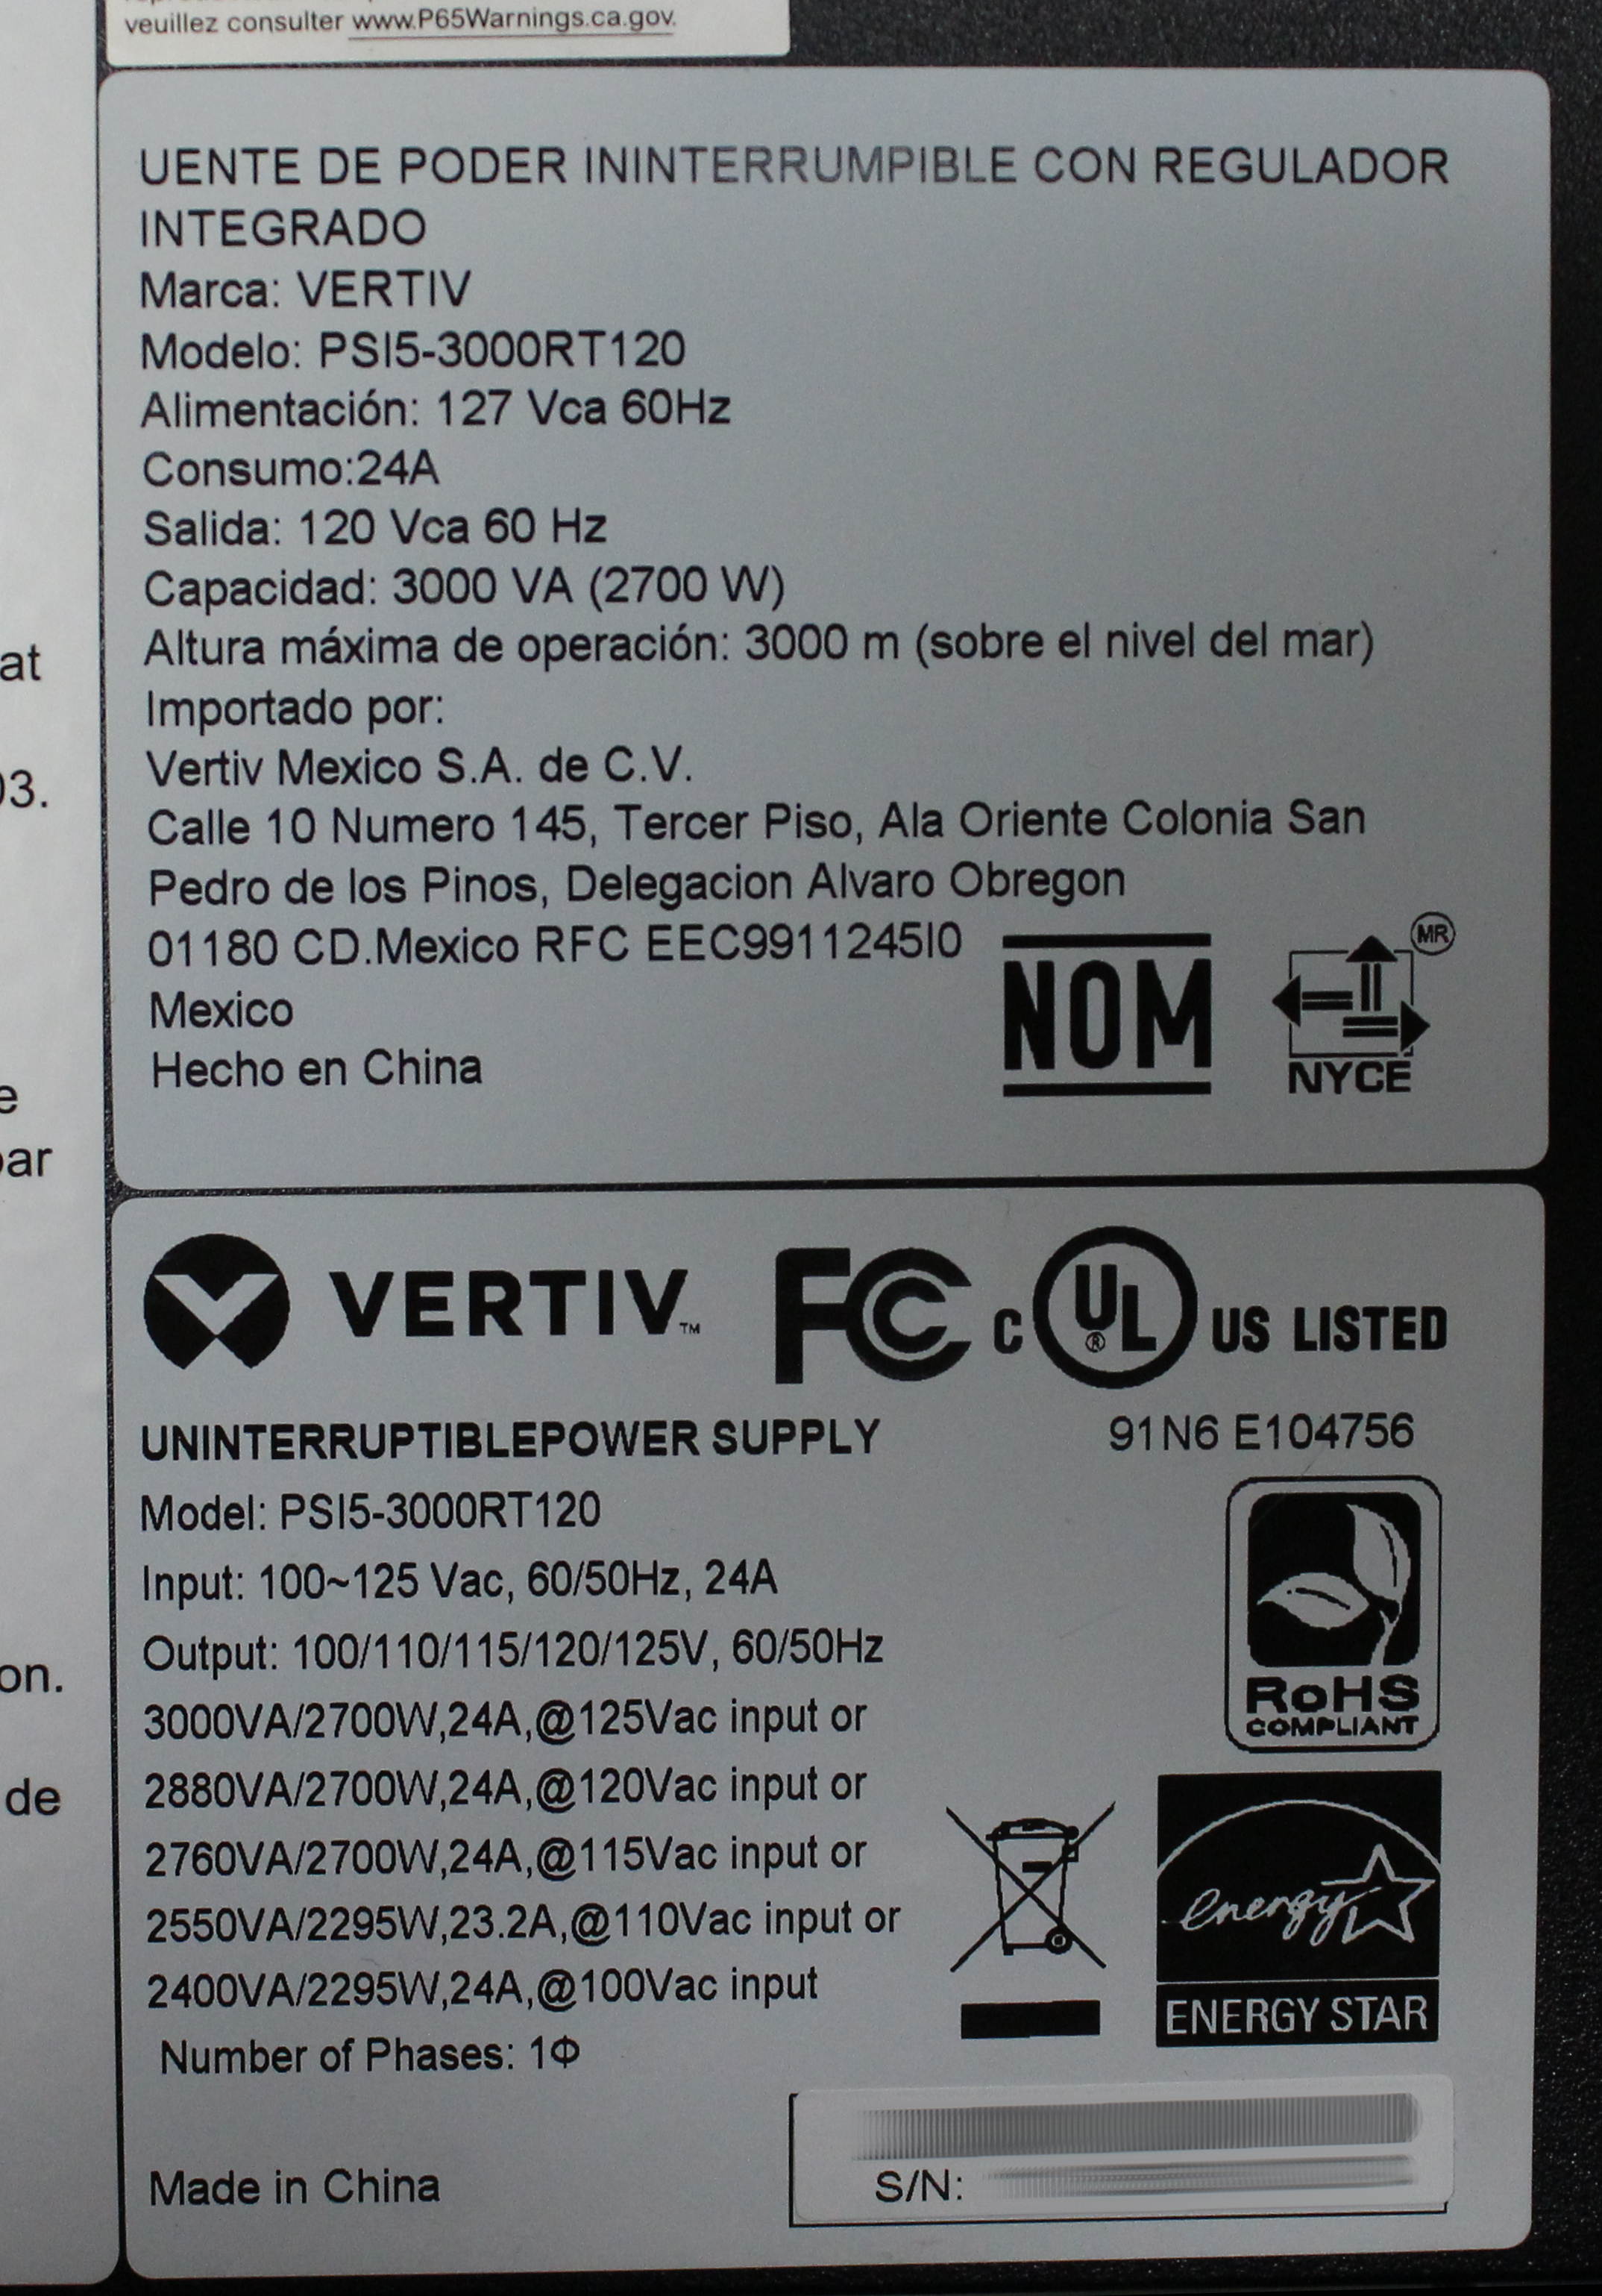 veuillez consulter www.P65Warnings.ca.gov.
UENTE DE PODER ININTERRUMPIBLE CON REGULADOR
INTEGRADO
Marca: VERTIV
Modelo: PSI5-3000RT120
Alimentación: 127 Vca 60Hz
Consumo:24A
Salida: 120 Vca 60 Hz
Capacidad: 3000 VA (2700 W)
Altura máxima de operación: 3000 m (sobre el nivel del mar)
Importado por:
Vertiv Mexico S.A. de C.V.
Calle 10 Numero 145, Tercer Piso, Ala Oriente Colonia San
Pedro de los Pinos, Delegacion Alvaro Obregon
01180 CD.Mexico RFC EEC9911245I0
Mexico
Hecho en China
NOM
MR
NYCE
at
03.
e
ar
on.
de
VERTIV™
FC
C UL® US LISTED
UNINTERRUPTIBLEPOWER SUPPLY
91N6 E104756
Model: PSI5-3000RT120
Input: 100~125 Vac, 60/50Hz, 24A
Output: 100/110/115/120/125V, 60/50Hz
3000VA/2700W,24A,@125Vac input or
2880VA/2700W,24A,@120Vac input or
2760VA/2700W,24A,@115Vac input or
2550VA/2295W,23.2A,@110Vac input or
2400VA/2295W,24A,@100Vac input
Number of Phases: 1Φ
RoHS
COMPLIANT
energy
ENERGY STAR
Made in China
S/N: